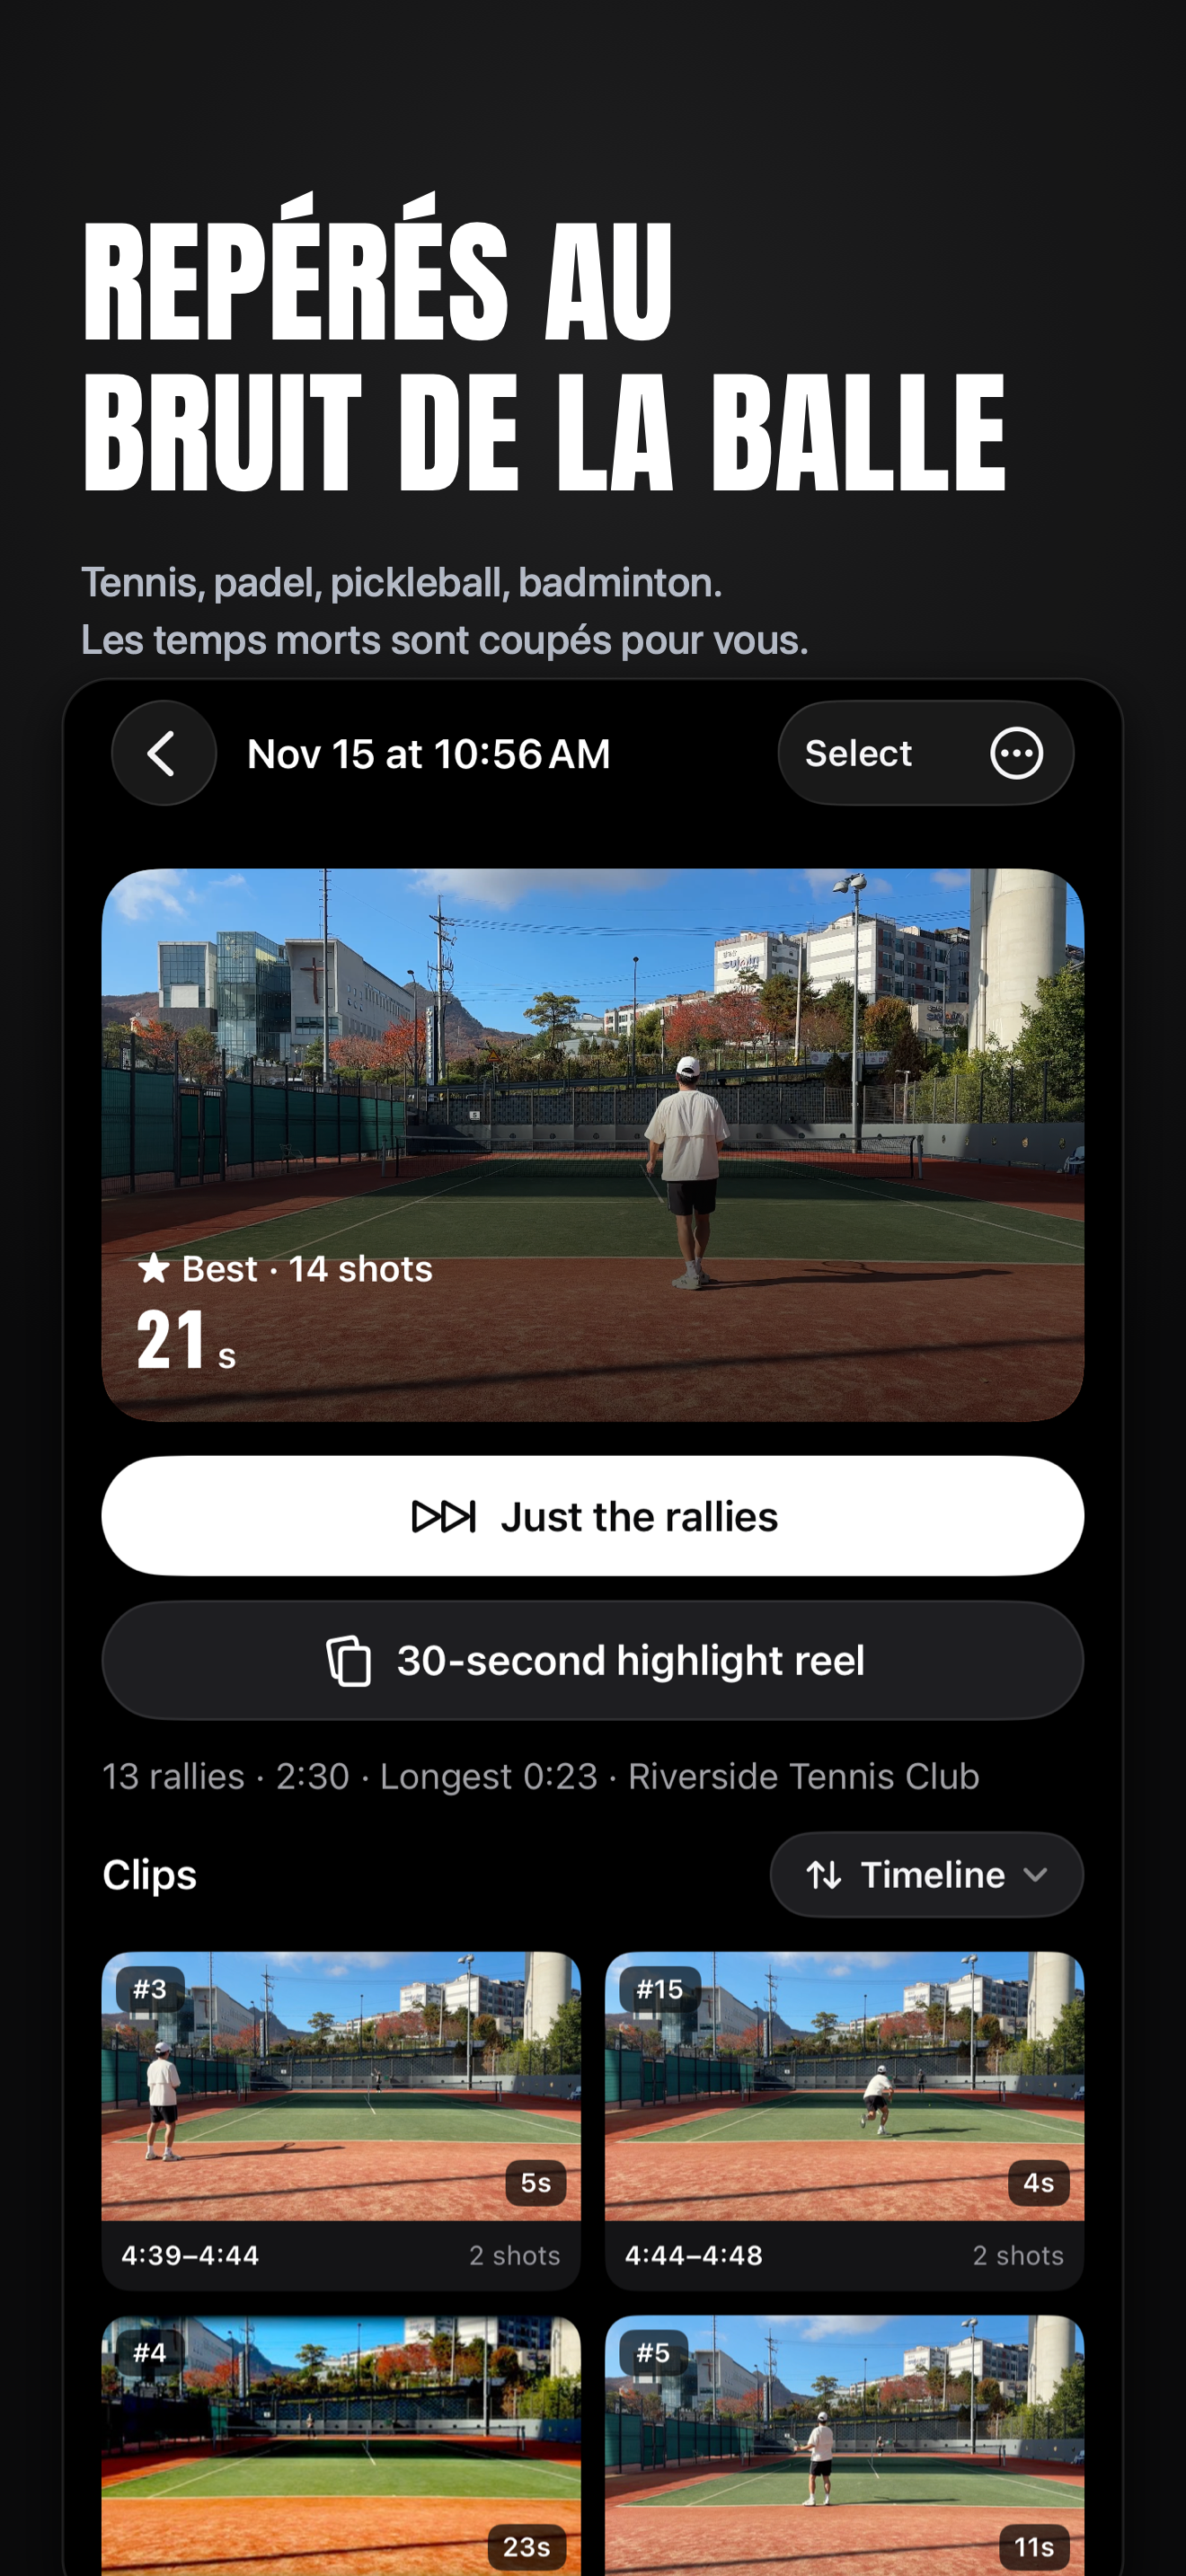 REPÉRÉS AU
BRUIT DE LA BALLE
Tennis, padel, pickleball, badminton.
Les temps morts sont coupés pour vous.
Nov 15 at 10:56 AM
Select
★ Best · 14 shots
21 s
Just the rallies
30-second highlight reel
13 rallies · 2:30 · Longest 0:23 · Riverside Tennis Club
Clips
Timeline
#3
5s
4:39–4:44
2 shots
#15
4s
4:44–4:48
2 shots
#4
23s
#5
11s